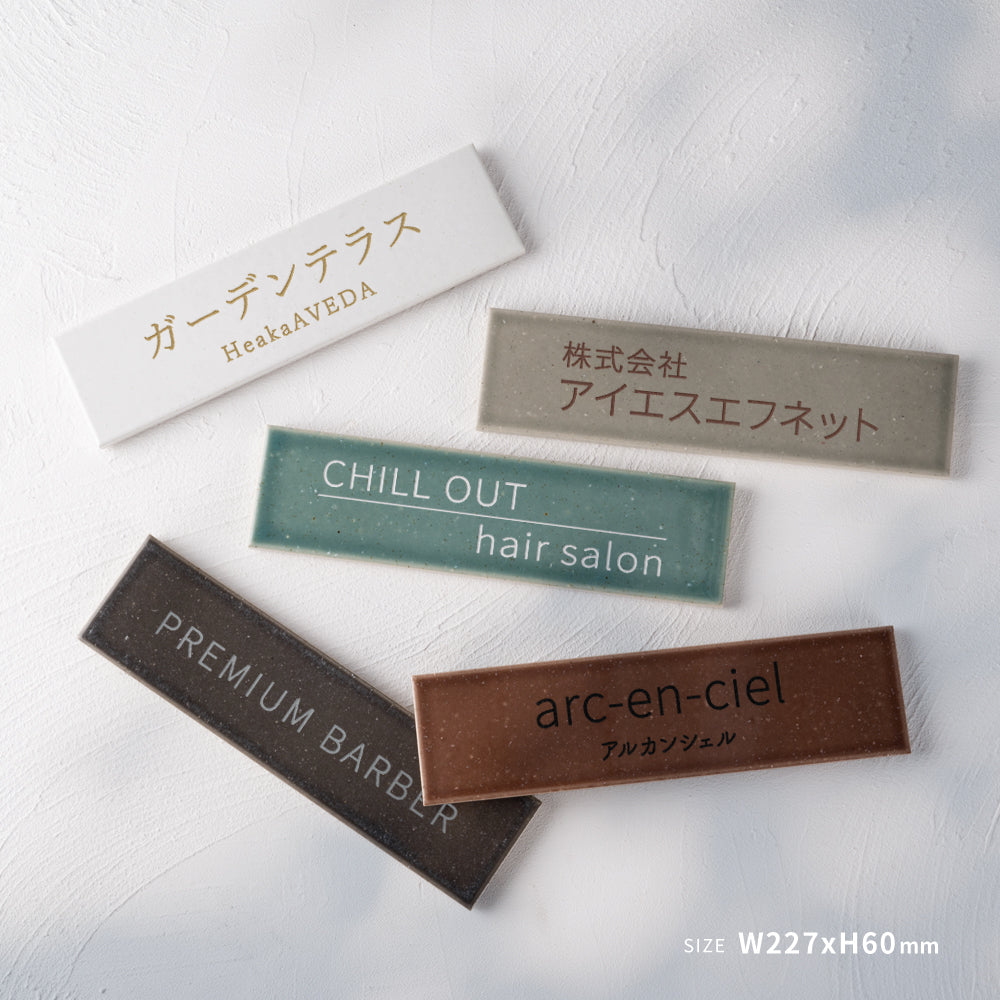 ガーデンテラス
HeakaAVEDA
株式会社
アイエスエフネット
CHILL OUT
hair salon
PREMIUM BARBER
arc-en-ciel
アルカンシェル
SIZE W227xH60mm